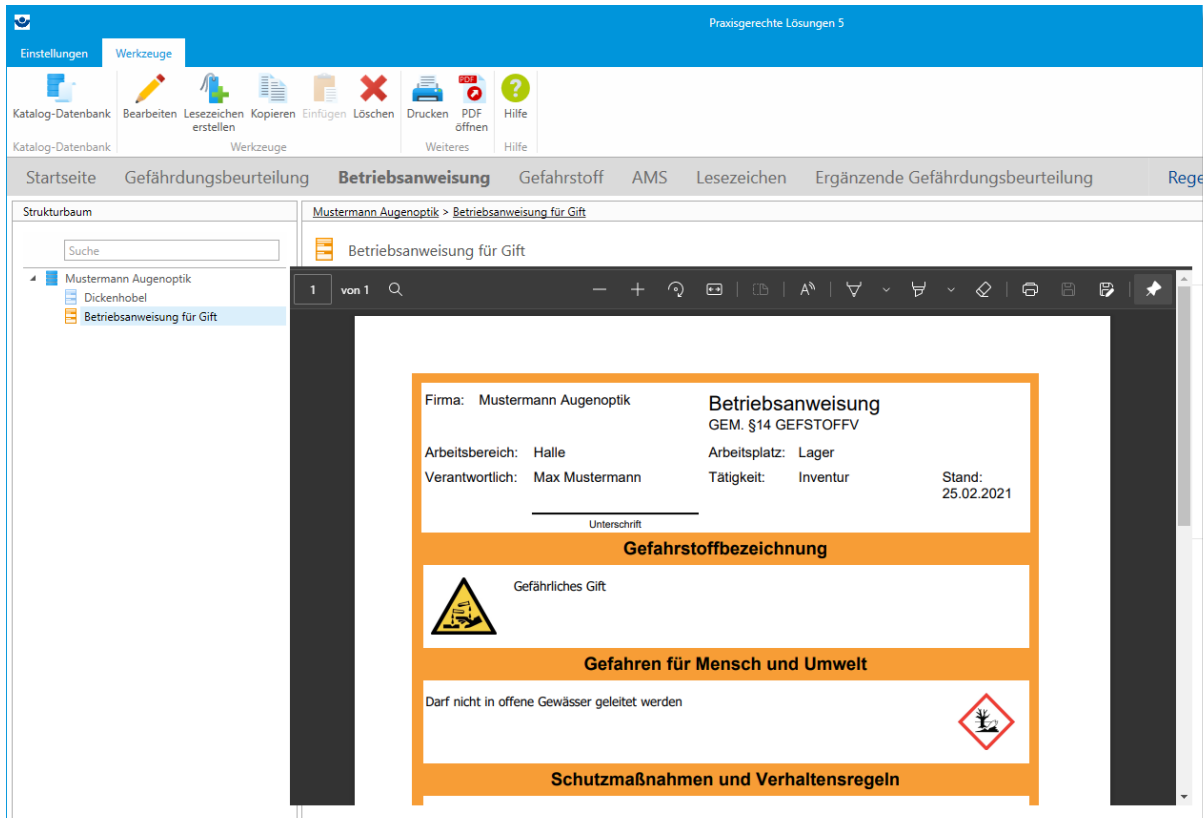 Praxisgerechte Lösungen 5
Einstellungen Werkzeuge
Katalog-Datenbank Bearbeiten Lesezeichen erstellen Kopieren Einfügen Löschen Drucken PDF öffnen Hilfe
Katalog-Datenbank Werkzeuge Weiteres Hilfe
Startseite Gefährdungsbeurteilung Betriebsanweisung Gefahrstoff AMS Lesezeichen Ergänzende Gefährdungsbeurteilung Rege
Strukturbaum
Mustermann Augenoptik > Betriebsanweisung für Gift
Suche
Betriebsanweisung für Gift
Mustermann Augenoptik
Dickenhobel
Betriebsanweisung für Gift
1 von 1
Firma: Mustermann Augenoptik Betriebsanweisung
GEM. §14 GEFSTOFFV
Arbeitsbereich: Halle Arbeitsplatz: Lager
Verantwortlich: Max Mustermann Tätigkeit: Inventur Stand:
25.02.2021
Unterschrift
Gefahrstoffbezeichnung
Gefährliches Gift
Gefahren für Mensch und Umwelt
Darf nicht in offene Gewässer geleitet werden
Schutzmaßnahmen und Verhaltensregeln